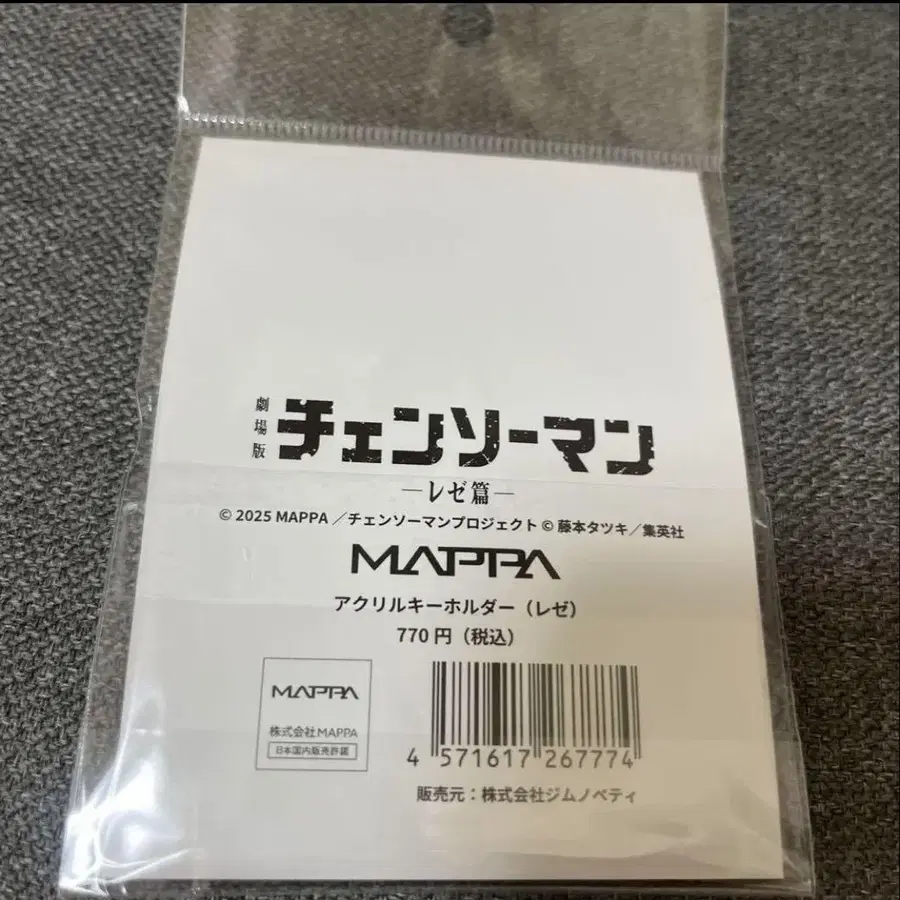 劇場版
チェンソーマン
―レゼ篇―
© 2025 MAPPA／チェンソーマンプロジェクト © 藤本タツキ／集英社
MAPPA
アクリルキーホルダー（レゼ）
770円（税込）
MAPPA
株式会社MAPPA
日本国内販売許諾
4 571617 267774
販売元：株式会社ジムノペティ